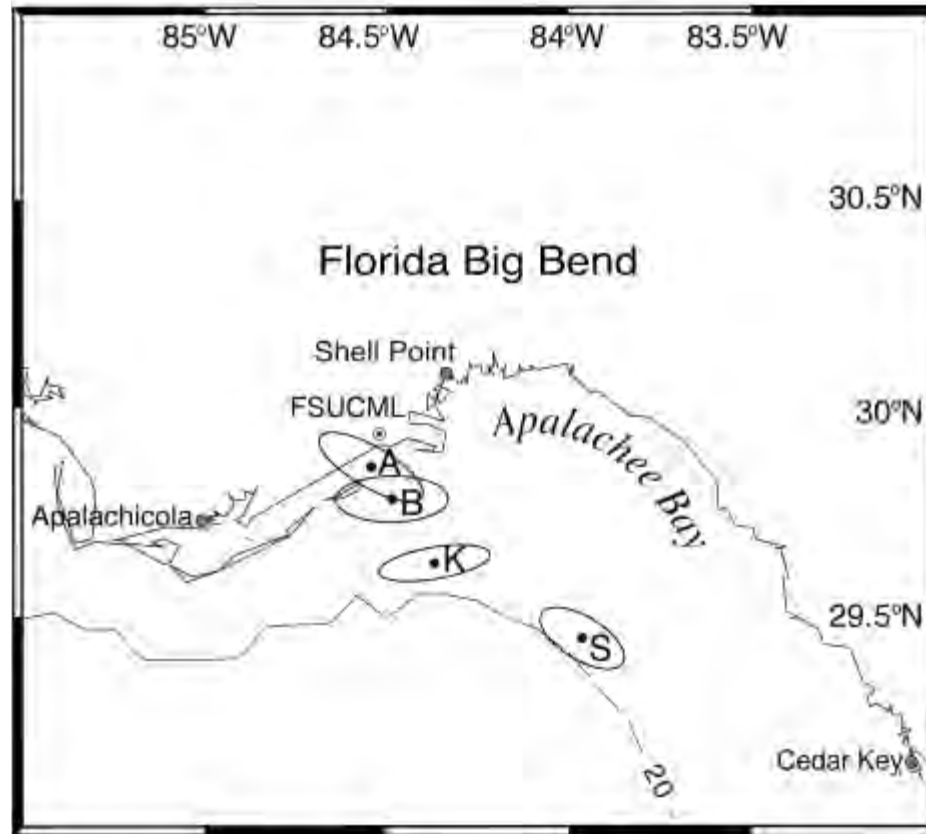 85°W 84.5°W 84°W 83.5°W
30.5°N
Florida Big Bend
Shell Point
FSUCML
30°N
Apalachee Bay
A
B
Apalachicola
K
29.5°N
S
Cedar Key
20